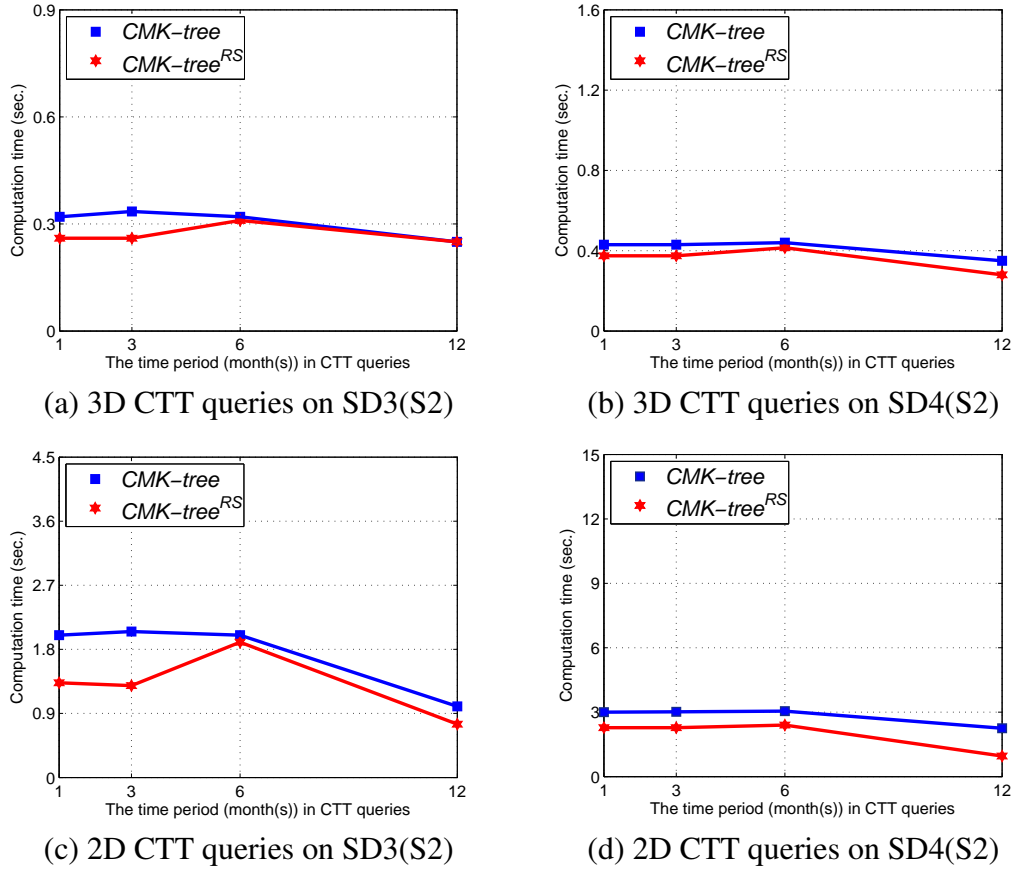 0.9
CMK-tree
CMK-tree^RS
0.6
0.3
0
Computation time (sec.)
1 3 6 12
The time period (month(s)) in CTT queries
(a) 3D CTT queries on SD3(S2)
1.6
CMK-tree
CMK-tree^RS
1.2
0.8
0.4
0
Computation time (sec.)
1 3 6 12
The time period (month(s)) in CTT queries
(b) 3D CTT queries on SD4(S2)
4.5
CMK-tree
CMK-tree^RS
3.6
2.7
1.8
0.9
0
Computation time (sec.)
1 3 6 12
The time period (month(s)) in CTT queries
(c) 2D CTT queries on SD3(S2)
15
CMK-tree
CMK-tree^RS
12
9
6
3
0
Computation time (sec.)
1 3 6 12
The time period (month(s)) in CTT queries
(d) 2D CTT queries on SD4(S2)